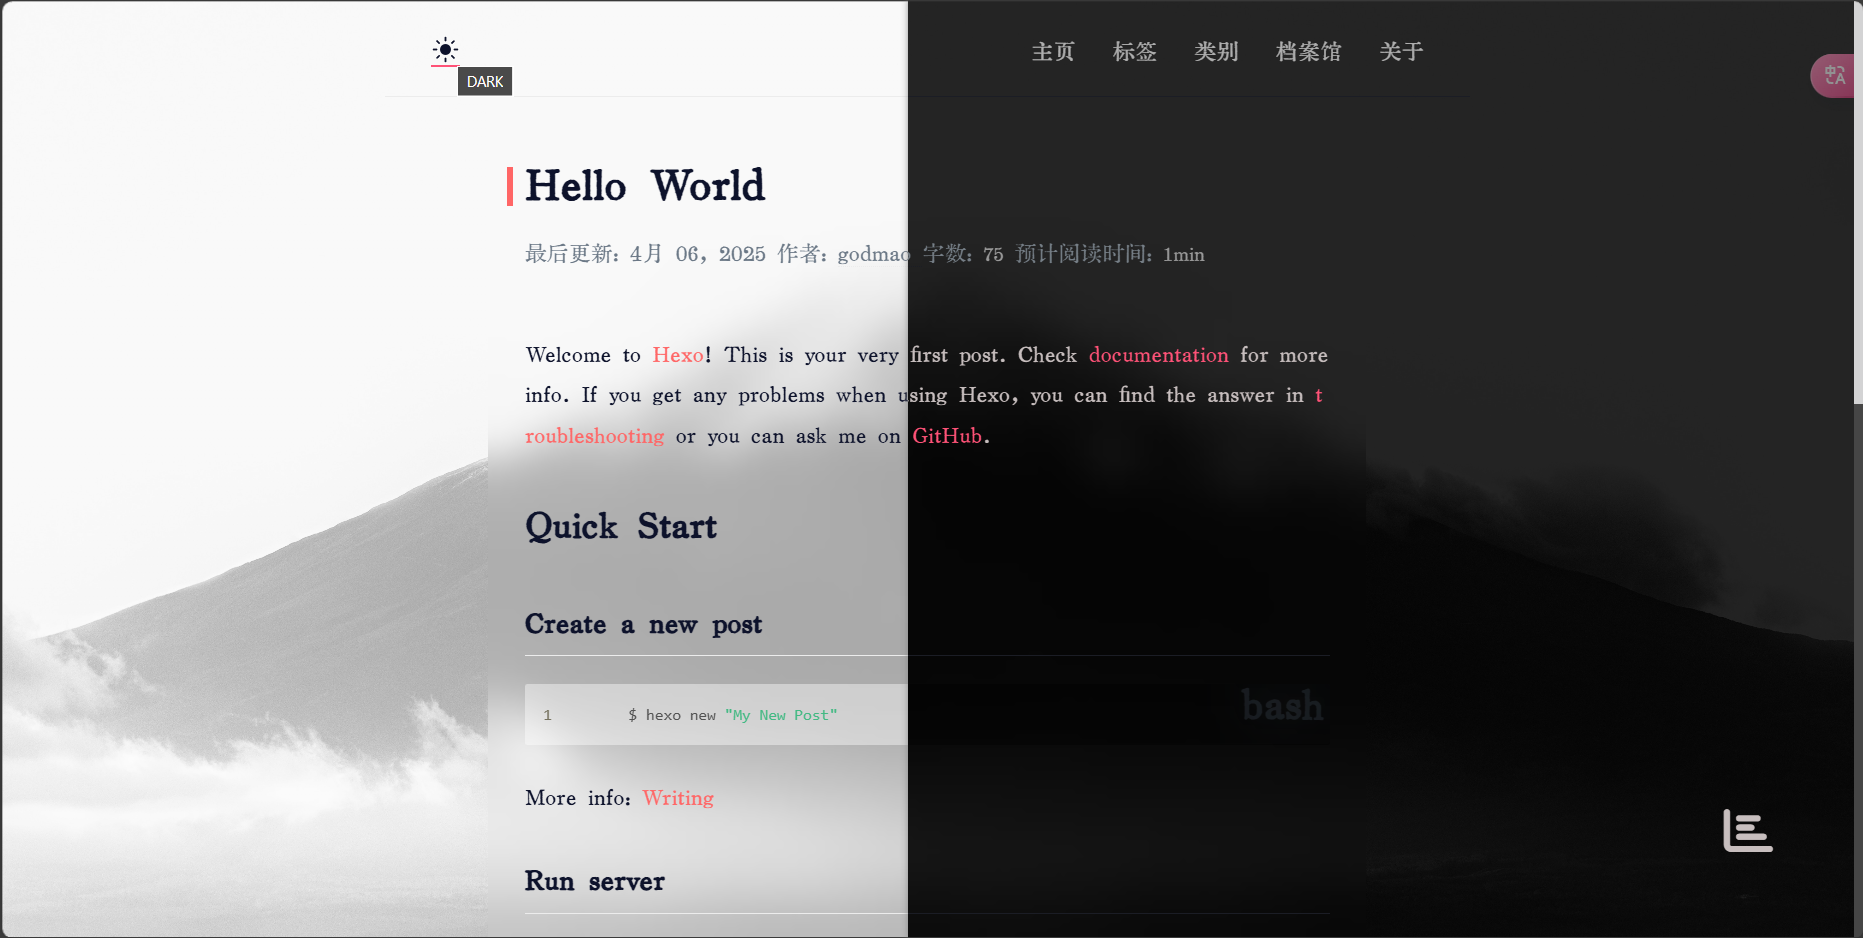 主页 标签 类别 档案馆 关于
DARK
Hello World
最后更新: 4月 06, 2025 作者: godmao 字数: 75 预计阅读时间: 1min
Welcome to Hexo! This is your very first post. Check documentation for more
info. If you get any problems when using Hexo, you can find the answer in t
roubleshooting or you can ask me on GitHub.
Quick Start
Create a new post
bash
1 $ hexo new "My New Post"
More info: Writing
Run server